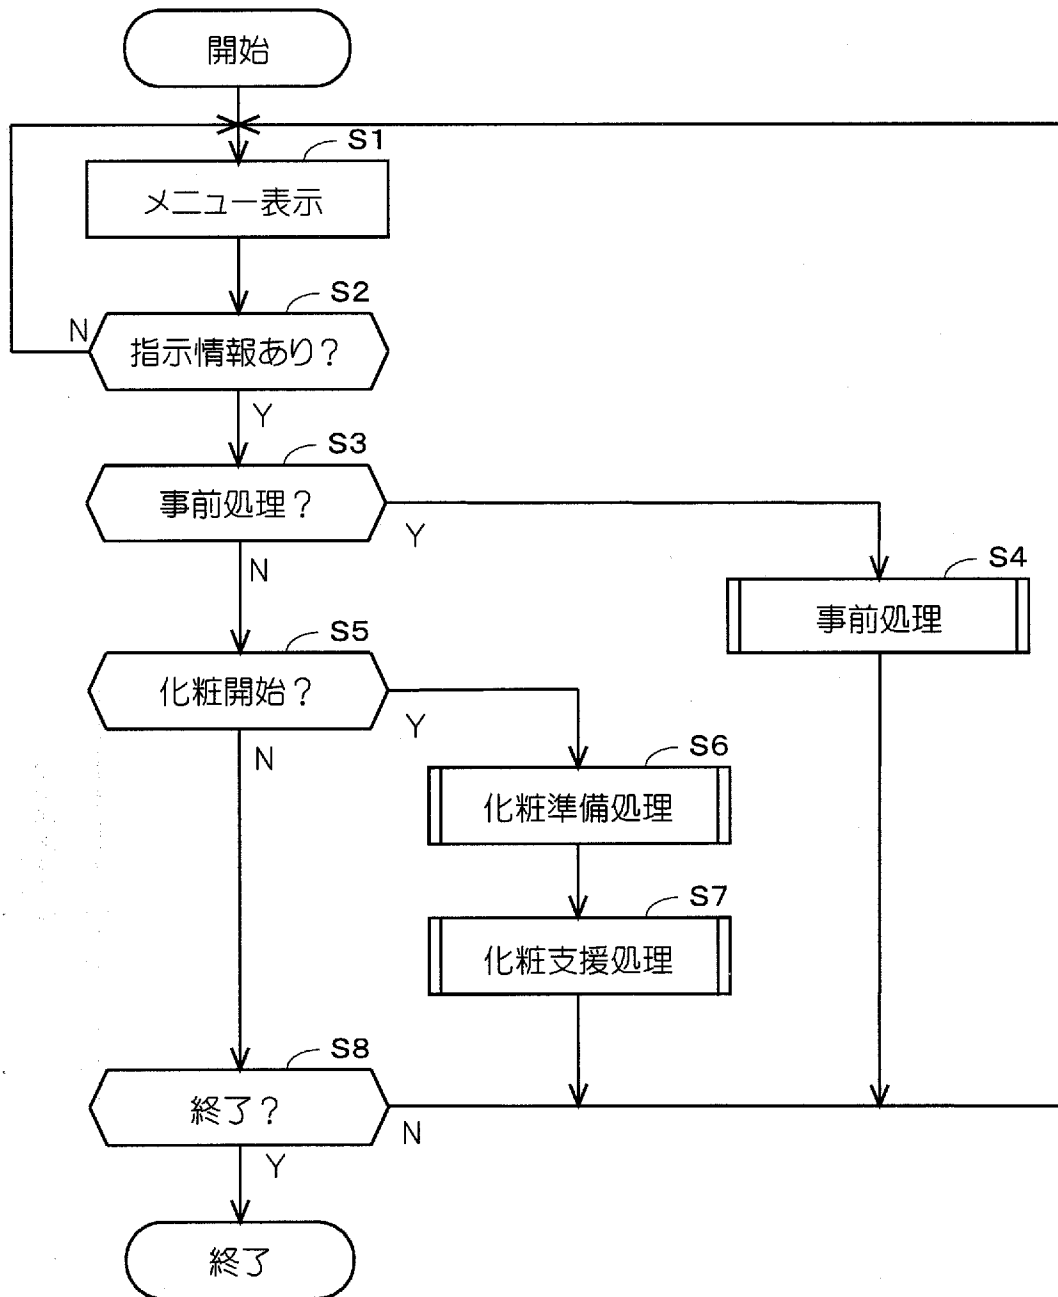 開始
S1
メニュー表示
S2
N
指示情報あり？
Y
S3
事前処理？
Y
N
S4
事前処理
S5
化粧開始？
Y
N
S6
化粧準備処理
S7
化粧支援処理
S8
終了？
N
Y
終了